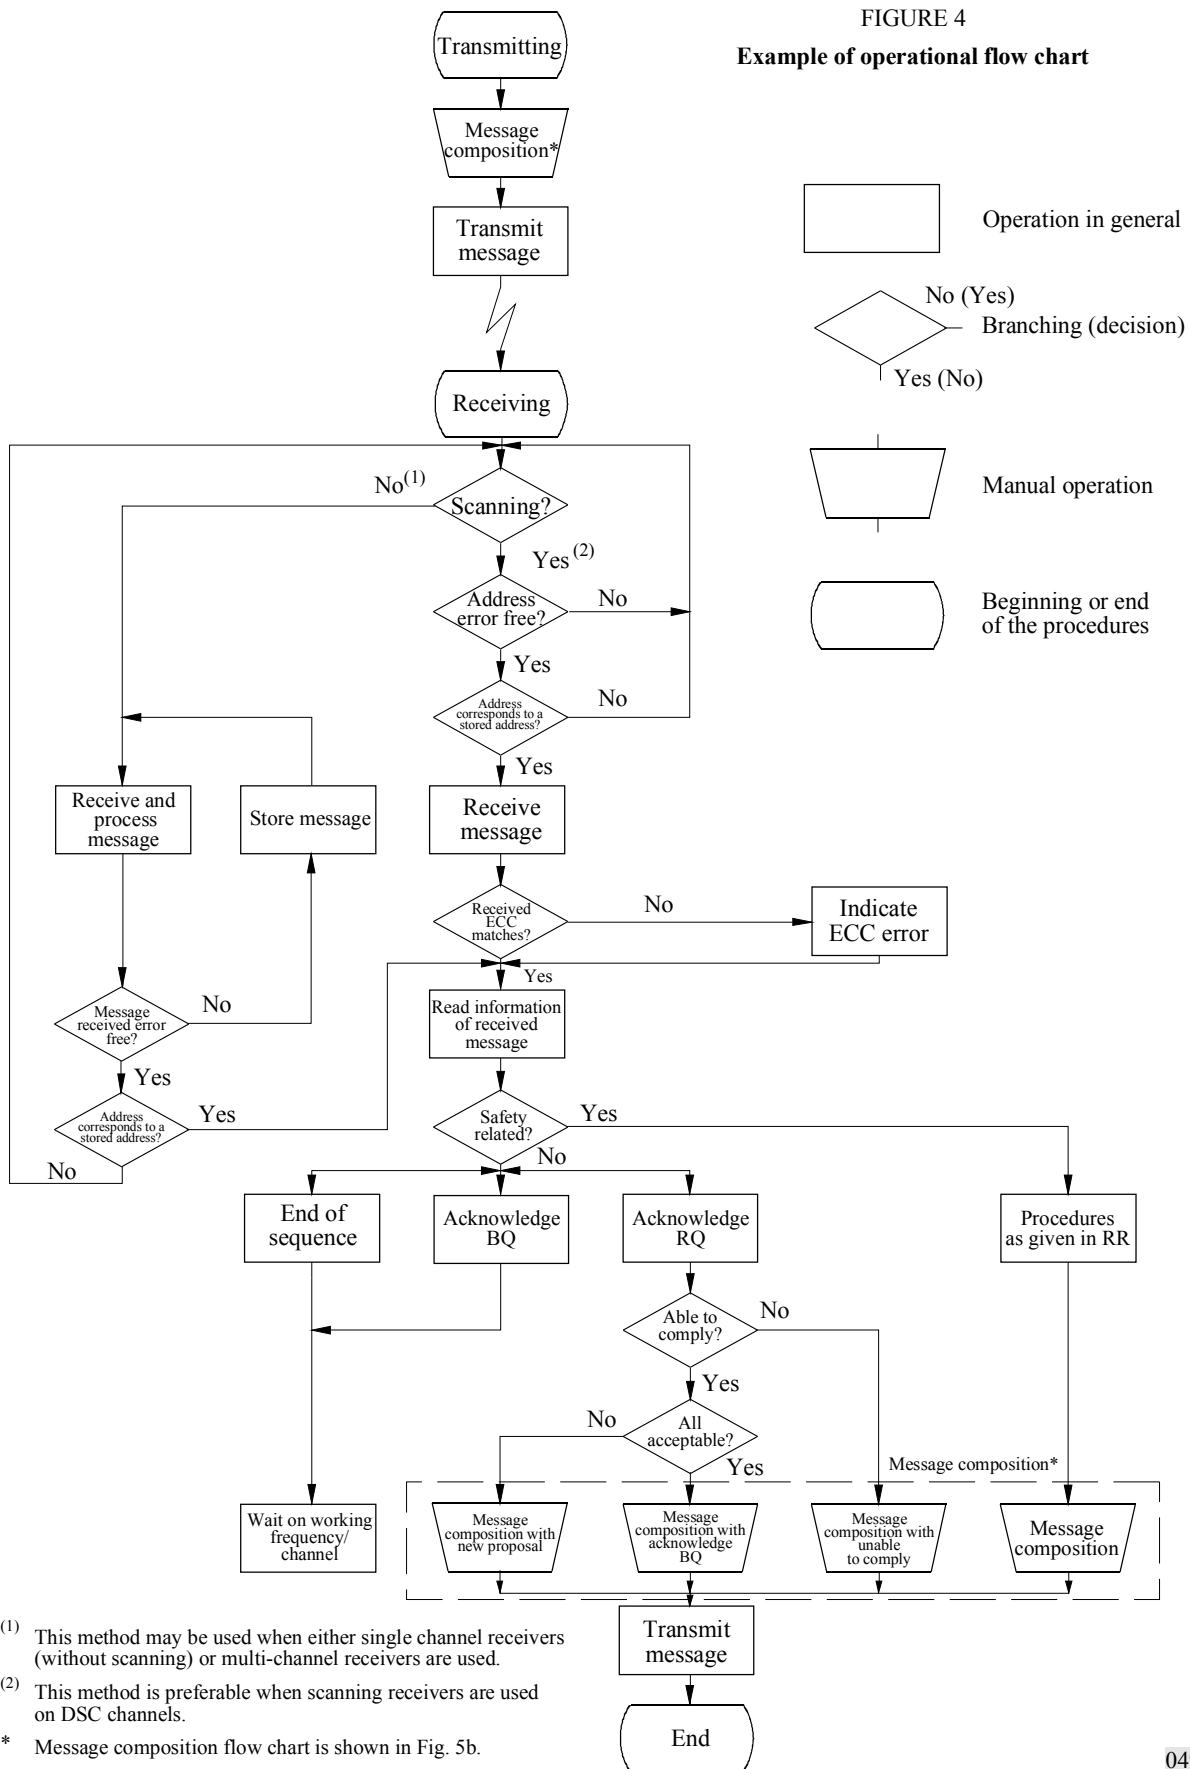 FIGURE 4
Example of operational flow chart
Transmitting
Message
composition*
Transmit
message
Operation in general
No (Yes)
Branching (decision)
Yes (No)
Receiving
No(1)
Scanning?
Manual operation
Yes(2)
Address
error free?
No
Beginning or end
of the procedures
Yes
Address
corresponds to a
stored address?
No
Yes
Receive and
process
message
Store message
Receive
message
Received
ECC
matches?
No
Indicate
ECC error
Yes
Message
received error
free?
No
Read information
of received
message
Yes
Address
corresponds to a
stored address?
Yes
No
Safety
related?
Yes
No
End of
sequence
Acknowledge
BQ
Acknowledge
RQ
Procedures
as given in RR
Able to
comply?
No
Yes
No
All
acceptable?
Yes
Message composition*
Wait on working
frequency/
channel
Message
composition with
new proposal
Message
composition with
acknowledge
BQ
Message
composition with
unable
to comply
Message
composition
Transmit
message
End
(1) This method may be used when either single channel receivers
(without scanning) or multi-channel receivers are used.
(2) This method is preferable when scanning receivers are used
on DSC channels.
* Message composition flow chart is shown in Fig. 5b.
04